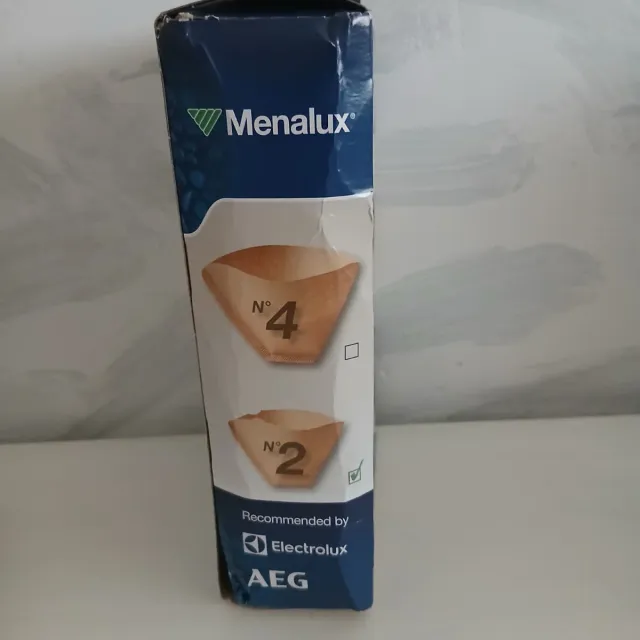 Menalux®
N° 4
N° 2
Recommended by
Electrolux
AEG